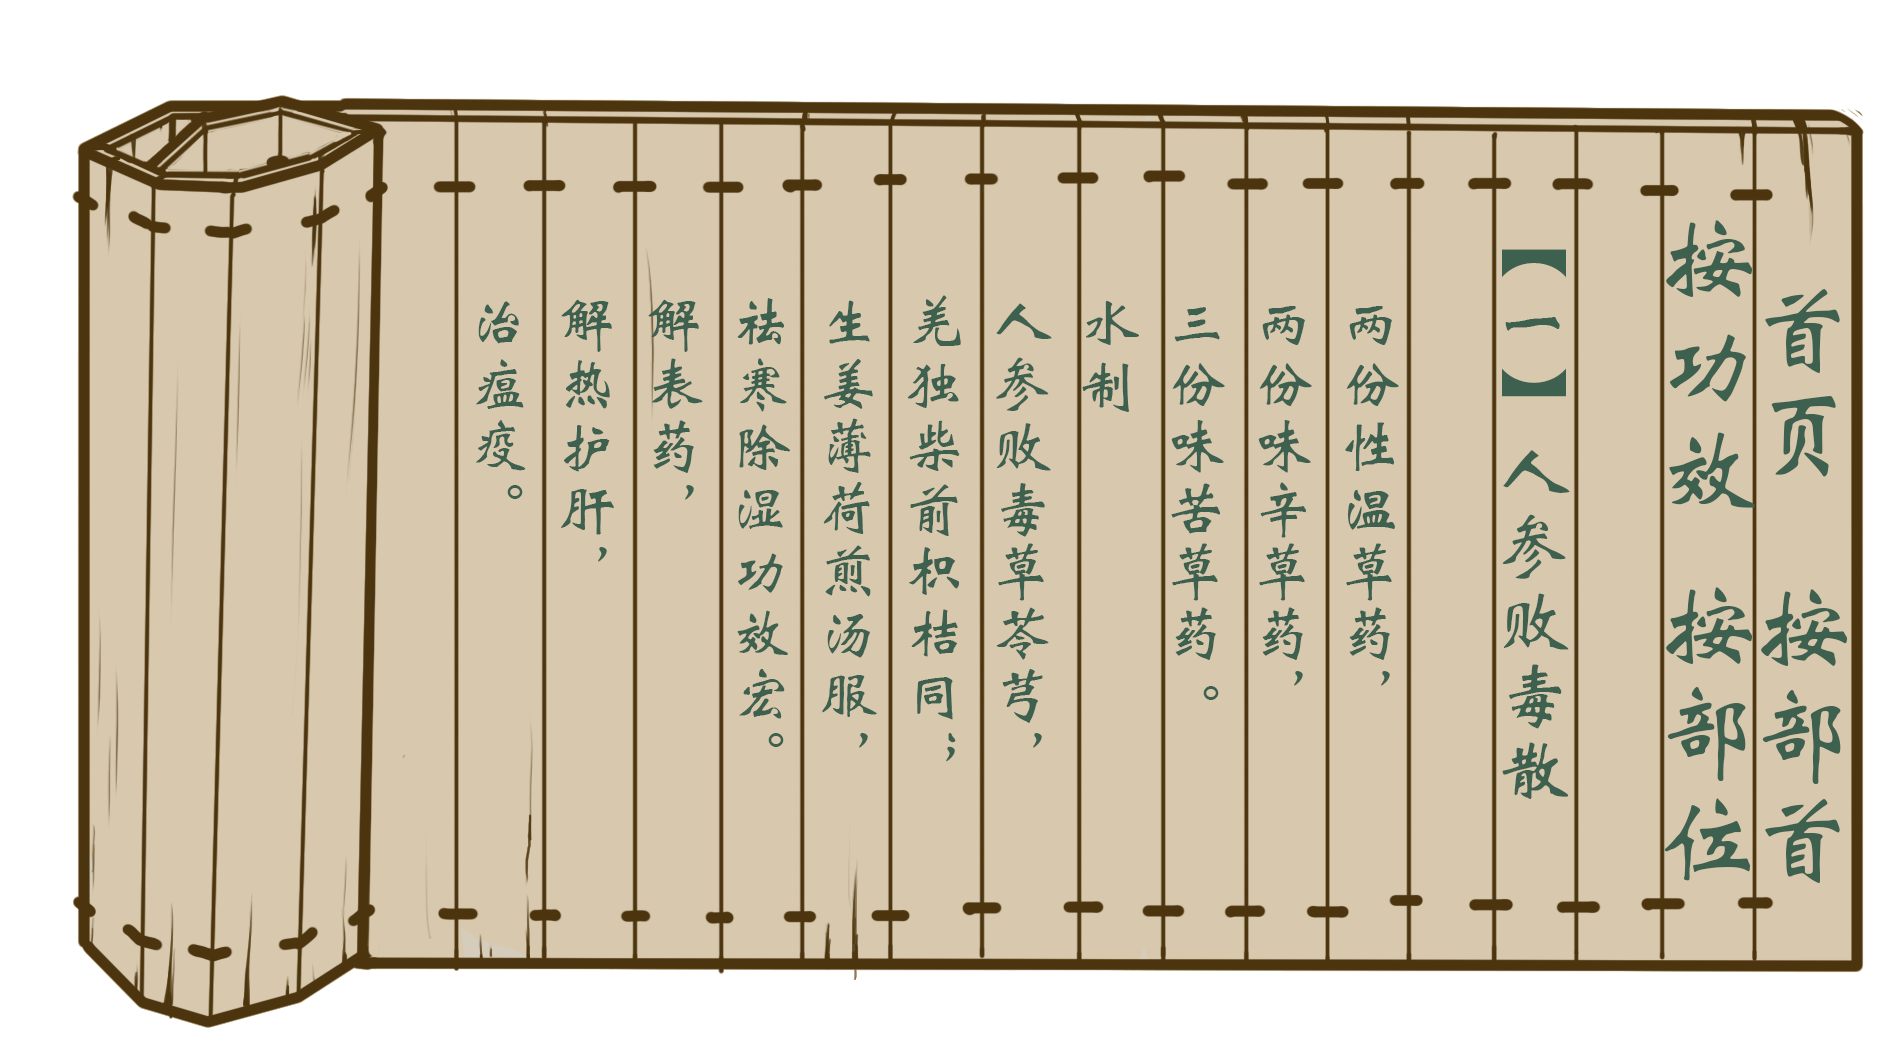 首页 按部首
按功效 按部位
【一】人参败毒散
两份性温草药，
两份味辛草药，
三份味苦草药。
水制
人参败毒草苓芎，
羌独柴前枳桔同；
生姜薄荷煎汤服，
祛寒除湿功效宏。
解表药，
解热护肝，
治瘟疫。